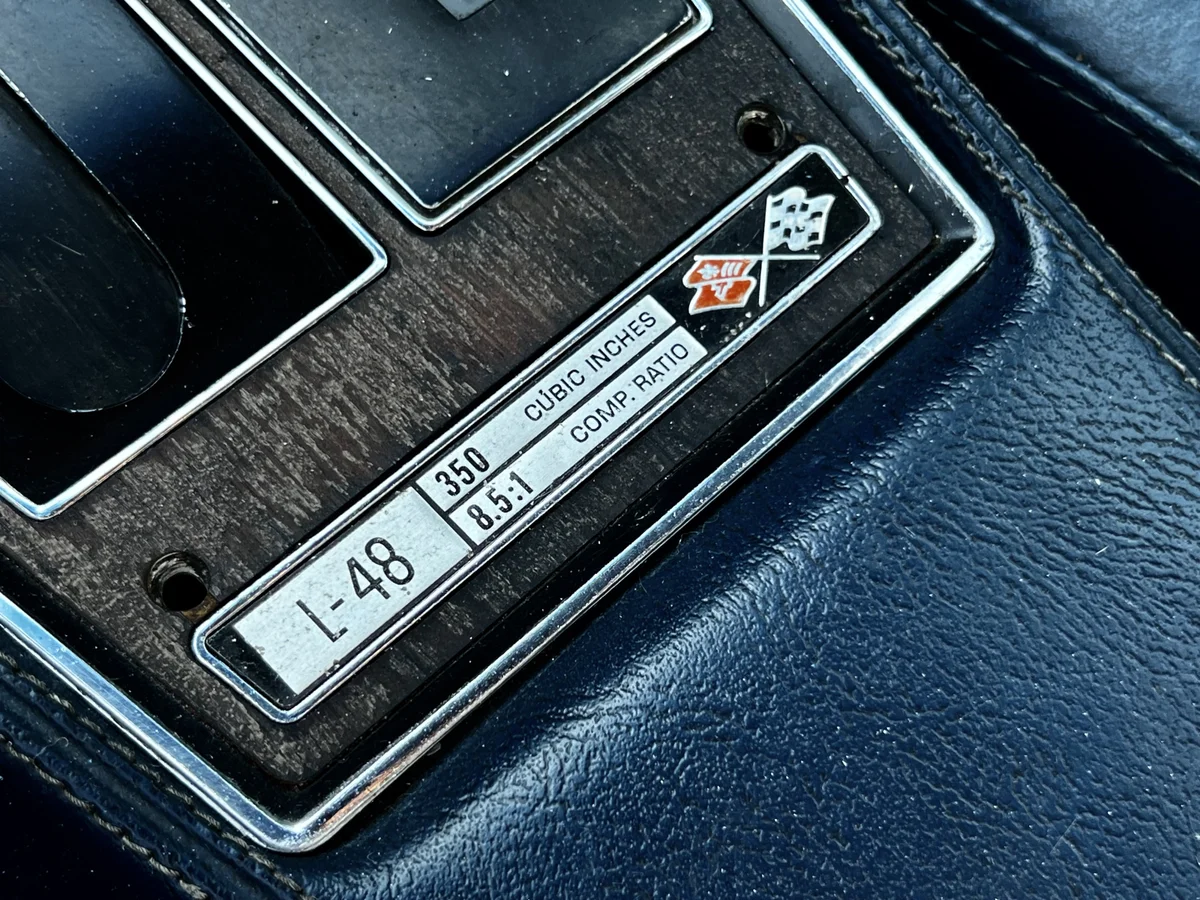 L-48
350 CUBIC INCHES
8.5:1 COMP. RATIO